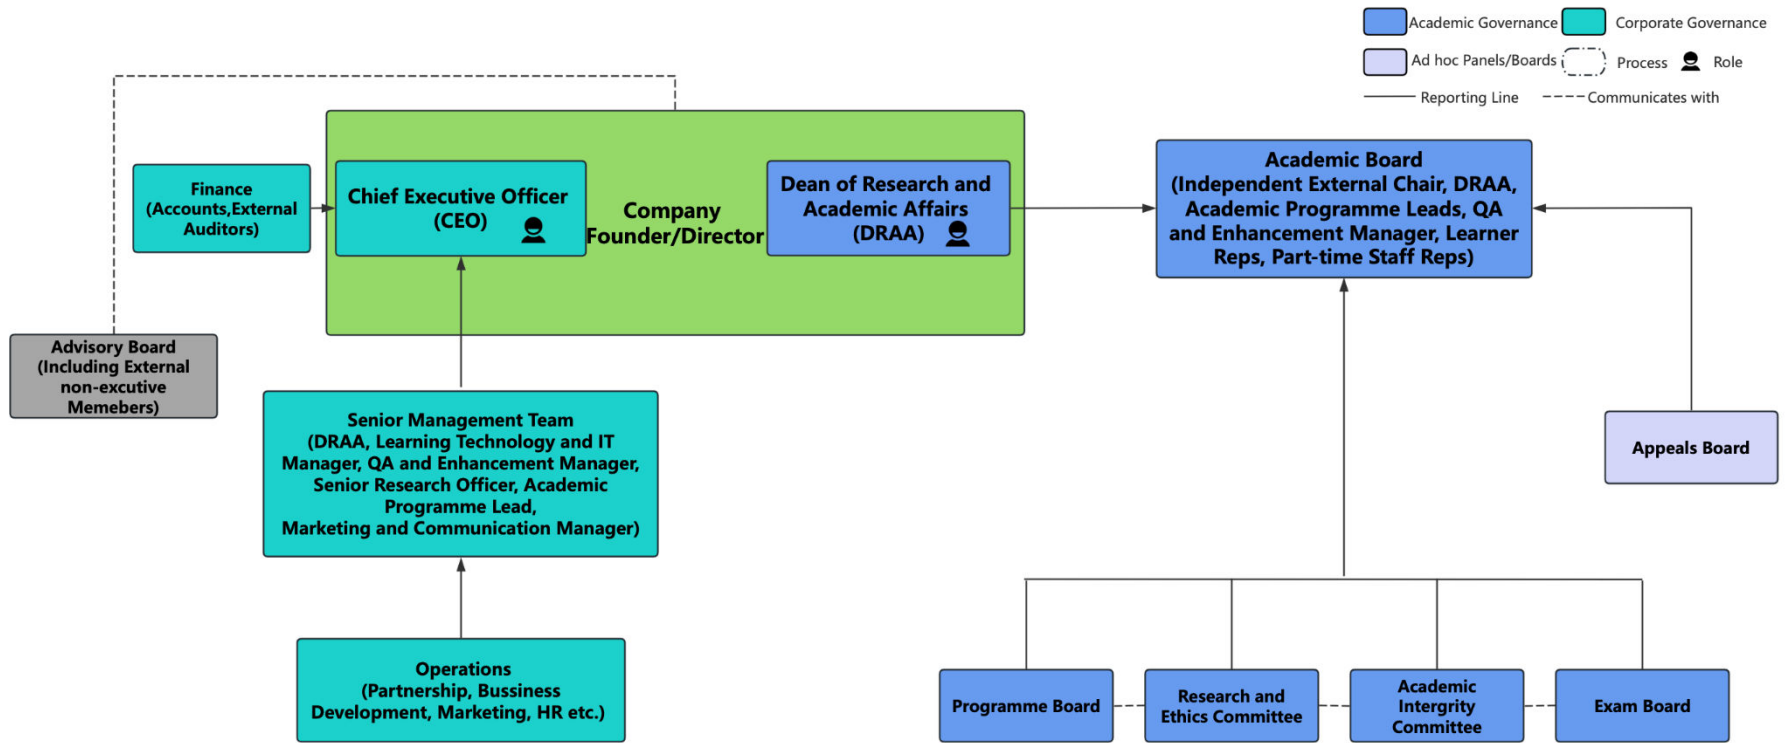 Academic Governance
Corporate Governance
Ad hoc Panels/Boards
Process
Role
Reporting Line
Communicates with
Finance
(Accounts,External
Auditors)
Chief Executive Officer
(CEO)
Company
Founder/Director
Dean of Research and
Academic Affairs
(DRAA)
Academic Board
(Independent External Chair, DRAA,
Academic Programme Leads, QA
and Enhancement Manager, Learner
Reps, Part-time Staff Reps)
Advisory Board
(Including External
non-excutive
Memebers)
Senior Management Team
(DRAA, Learning Technology and IT
Manager, QA and Enhancement Manager,
Senior Research Officer, Academic
Programme Lead,
Marketing and Communication Manager)
Appeals Board
Operations
(Partnership, Bussiness
Development, Marketing, HR etc.)
Programme Board
Research and
Ethics Committee
Academic
Intergrity
Committee
Exam Board